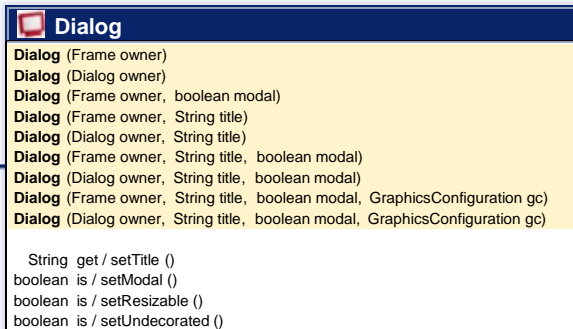 Dialog
Dialog (Frame owner)
Dialog (Dialog owner)
Dialog (Frame owner, boolean modal)
Dialog (Frame owner, String title)
Dialog (Dialog owner, String title)
Dialog (Frame owner, String title, boolean modal)
Dialog (Dialog owner, String title, boolean modal)
Dialog (Frame owner, String title, boolean modal, GraphicsConfiguration gc)
Dialog (Dialog owner, String title, boolean modal, GraphicsConfiguration gc)
String get / setTitle ()
boolean is / setModal ()
boolean is / setResizable ()
boolean is / setUndecorated ()